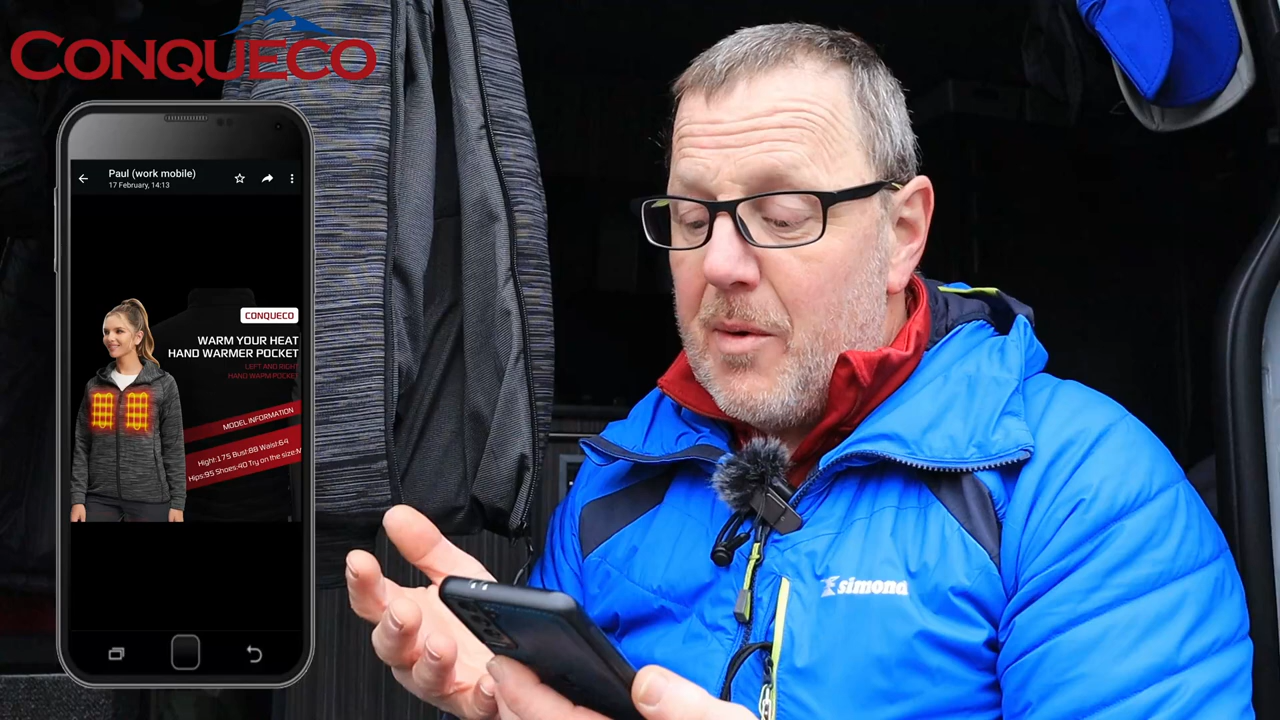 CONQUECO
Paul (work mobile)
17 February, 14:13
CONQUECO
WARM YOUR HEAT
HAND WARMER POCKET
LEFT AND RIGHT
HAND WARM POCKET
MODEL INFORMATION
Hight:175 Bust:88 Waist:64
Hips:95 Shoes:40 Try on the size:M
simond